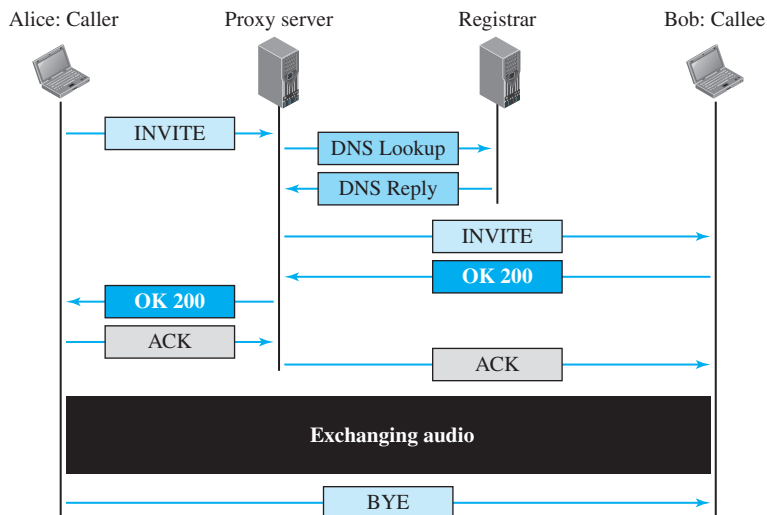 Alice: Caller
Proxy server
Registrar
Bob: Callee
INVITE
DNS Lookup
DNS Reply
INVITE
OK 200
OK 200
ACK
ACK
Exchanging audio
BYE